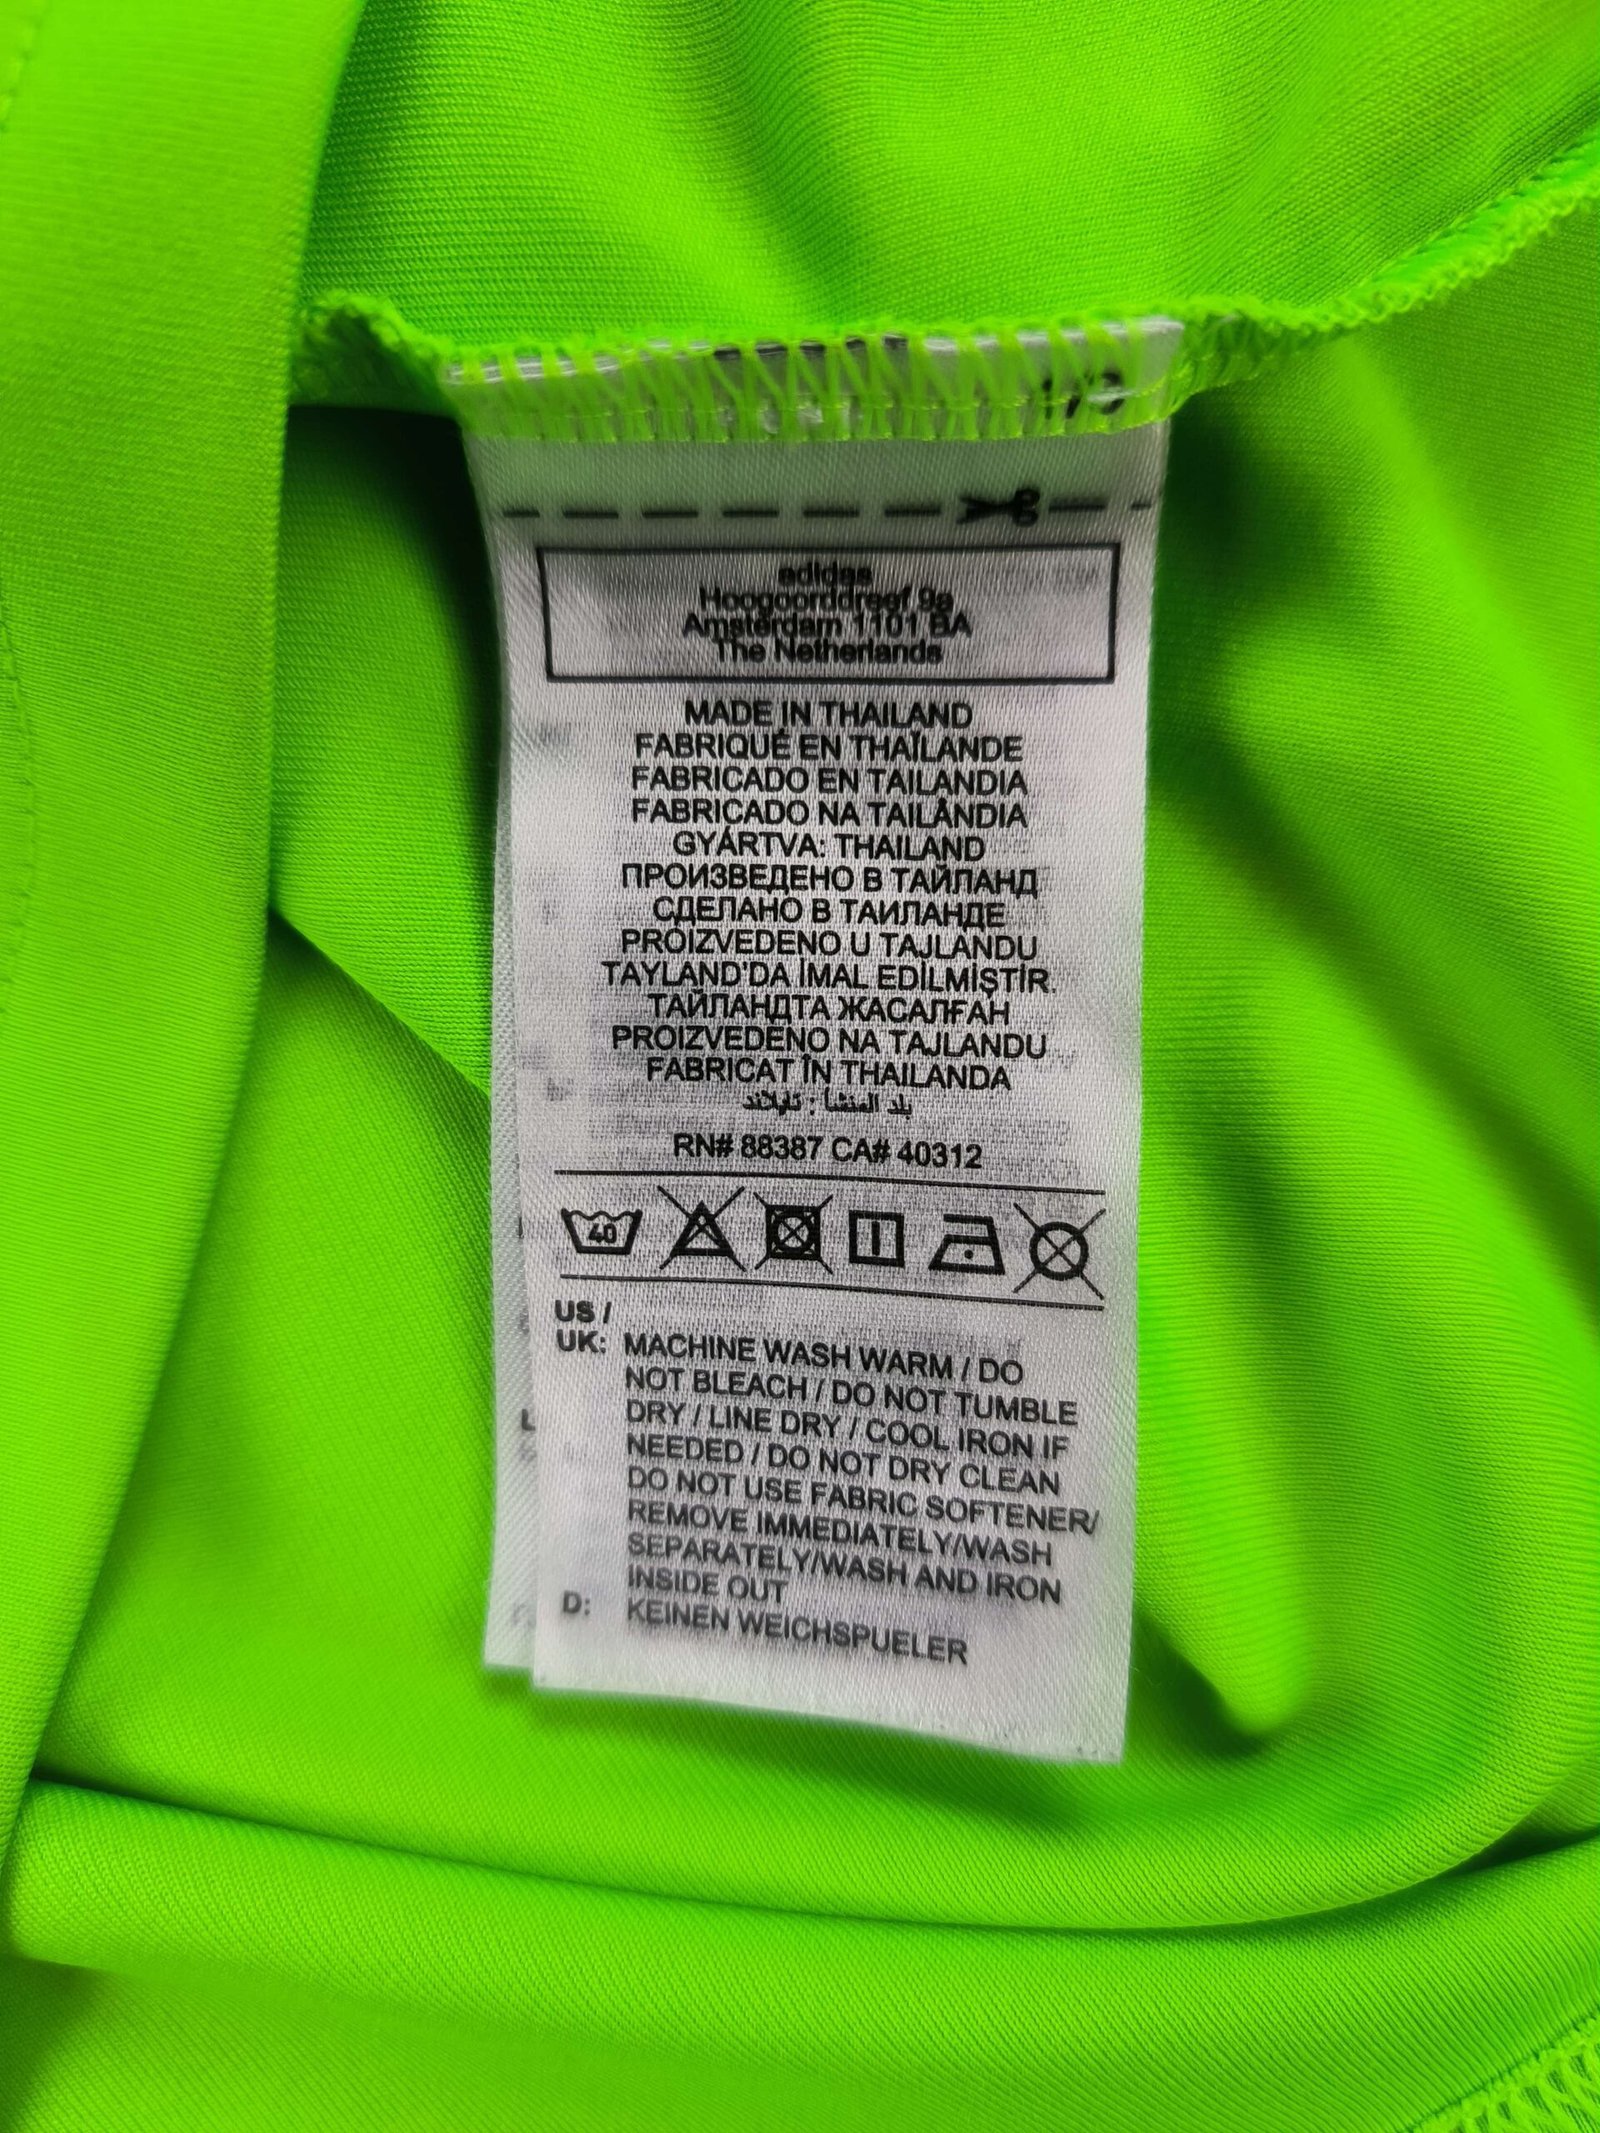 adidas
Hoogoorddreef 9a
Amsterdam 1101 BA
The Netherlands
MADE IN THAILAND
FABRIQUÉ EN THAÏLANDE
FABRICADO EN TAILANDIA
FABRICADO NA TAILÂNDIA
GYÁRTVA: THAILAND
ПРОИЗВЕДЕНО В ТАЙЛАНД
СДЕЛАНО В ТАИЛАНДЕ
PROIZVEDENO U TAJLANDU
TAYLAND'DA İMAL EDİLMİŞTİR.
ТАЙЛАНДТА ЖАСАЛҒАН
PROIZVEDENO NA TAJLANDU
FABRICAT ÎN THAILANDA
بلد المنشأ : تايلاند
RN# 88387 CA# 40312
40
US /
UK: MACHINE WASH WARM / DO
NOT BLEACH / DO NOT TUMBLE
DRY / LINE DRY / COOL IRON IF
NEEDED / DO NOT DRY CLEAN
DO NOT USE FABRIC SOFTENER/
REMOVE IMMEDIATELY/WASH
SEPARATELY/WASH AND IRON
INSIDE OUT
D: KEINEN WEICHSPUELER